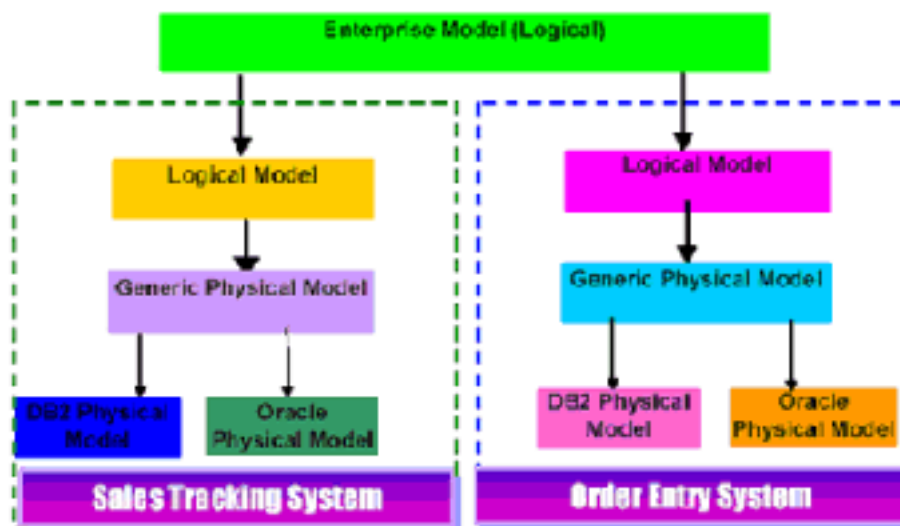 Enterprise Model (Logical)
Logical Model
Generic Physical Model
DB2 Physical
Model
Oracle
Physical Model
Sales Tracking System
Logical Model
Generic Physical Model
DB2 Physical
Model
Oracle
Physical Model
Order Entry System